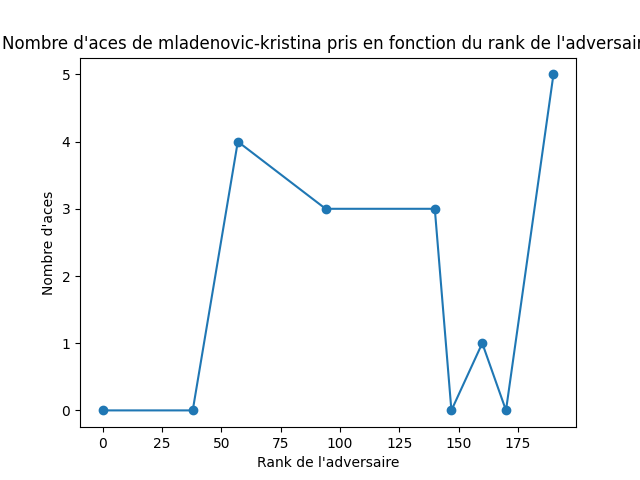 Nombre d'aces de mladenovic-kristina pris en fonction du rank de l'adversair
5
4
3
2
1
0
Nombre d'aces
0 25 50 75 100 125 150 175
Rank de l'adversaire